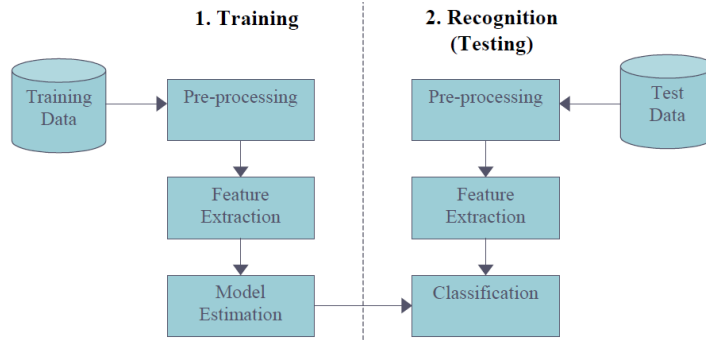 1. Training
2. Recognition
(Testing)
Training
Data
Pre-processing
Pre-processing
Test
Data
Feature
Extraction
Feature
Extraction
Model
Estimation
Classification